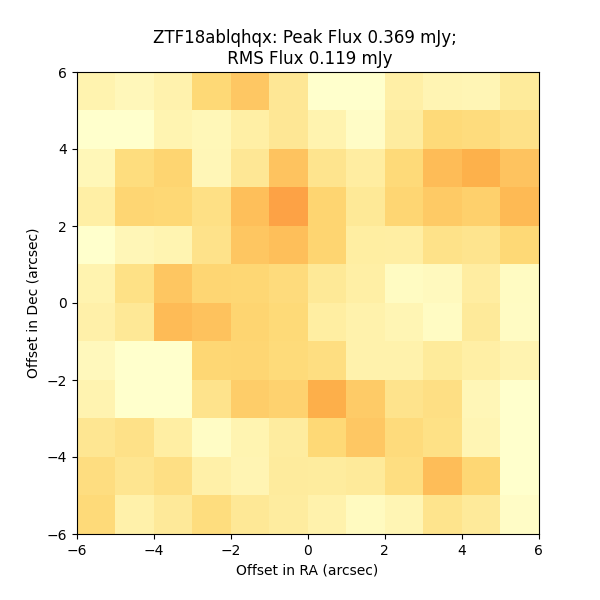 ZTF18ablqhqx: Peak Flux 0.369 mJy;
RMS Flux 0.119 mJy
6
4
2
0
−2
−4
−6
Offset in Dec (arcsec)
−6 −4 −2 0 2 4 6
Offset in RA (arcsec)